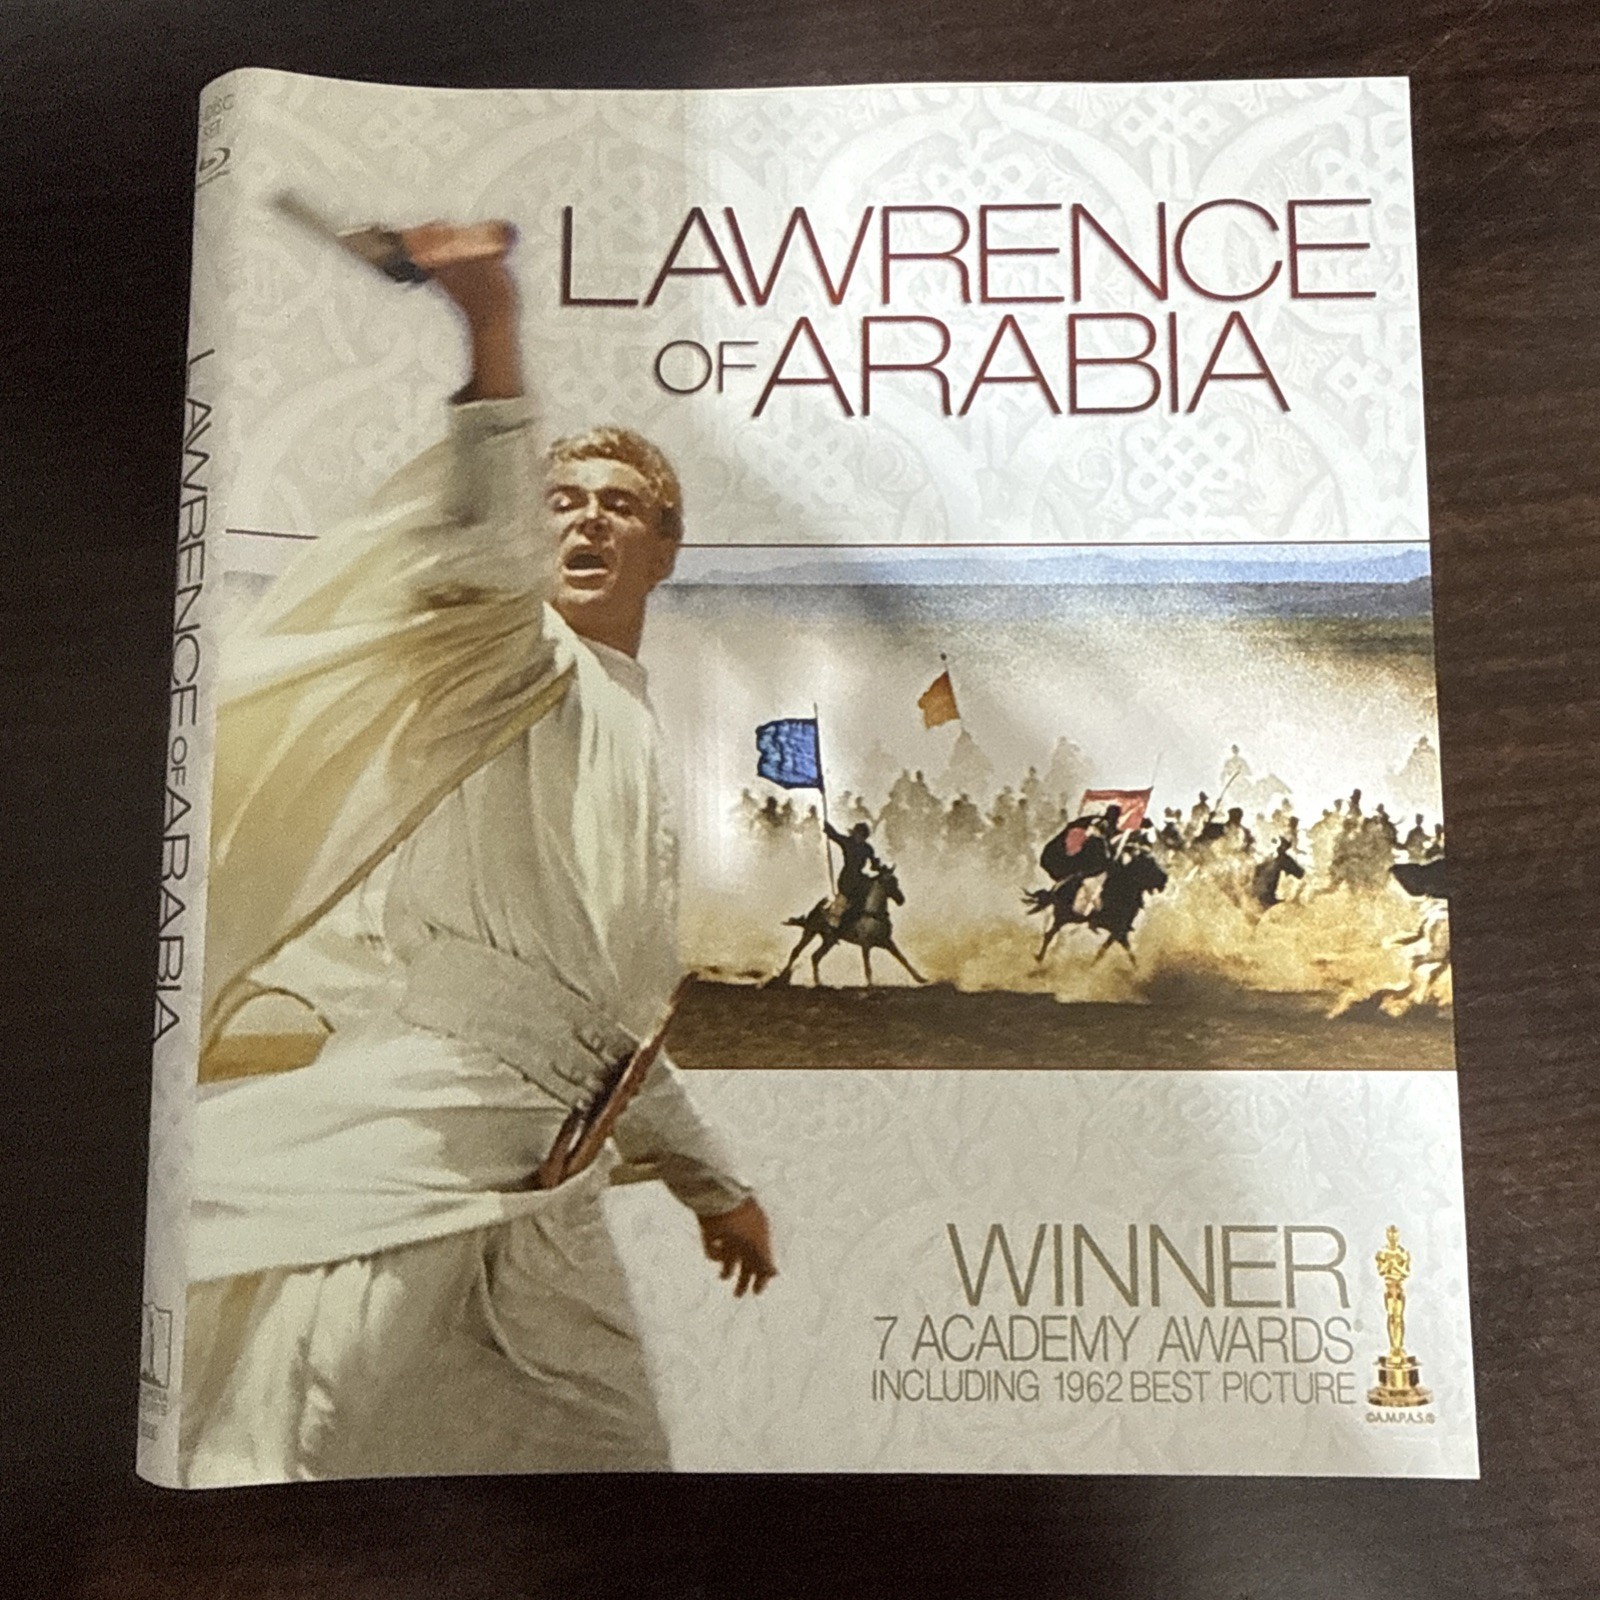 LAWRENCE
OF ARABIA
LAWRENCE OF ARABIA
WINNER
7 ACADEMY AWARDS®
INCLUDING 1962 BEST PICTURE
©A.M.P.A.S.®